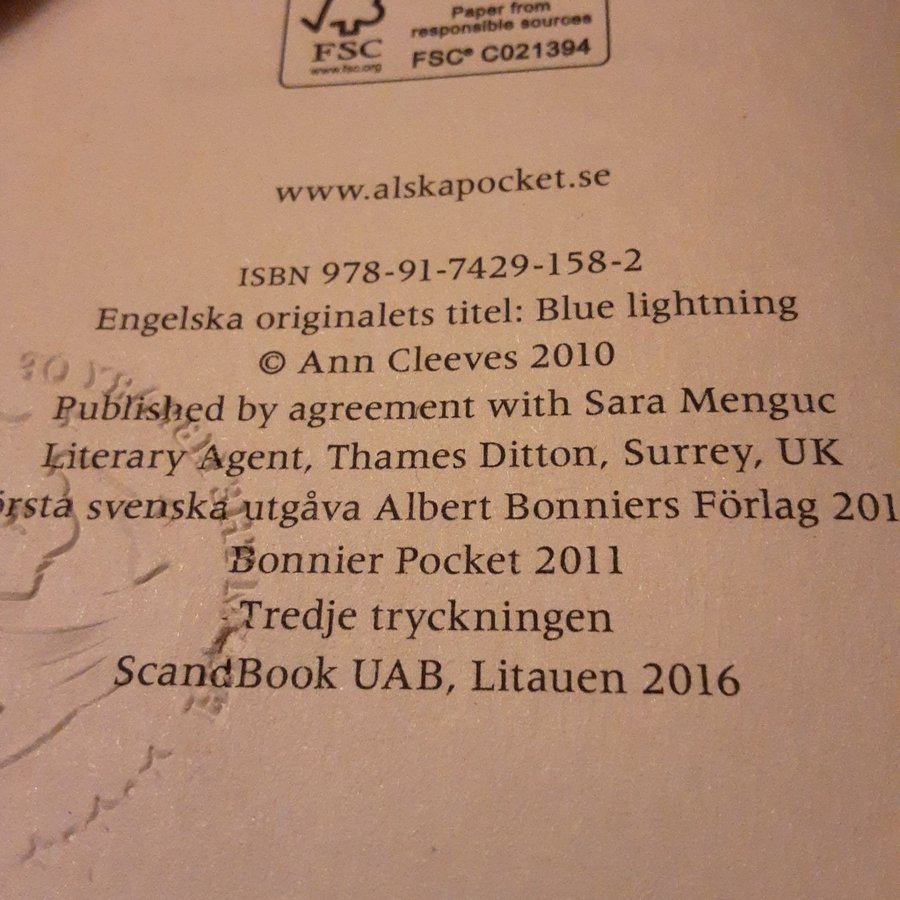 FSC
www.fsc.org
Paper from
responsible sources
FSC® C021394
www.alskapocket.se
ISBN 978-91-7429-158-2
Engelska originalets titel: Blue lightning
© Ann Cleeves 2010
Published by agreement with Sara Menguc
Literary Agent, Thames Ditton, Surrey, UK
svenska utgåva Albert Bonniers Förlag
Bonnier Pocket 2011
Tredje tryckningen
ScandBook UAB, Litauen 2016